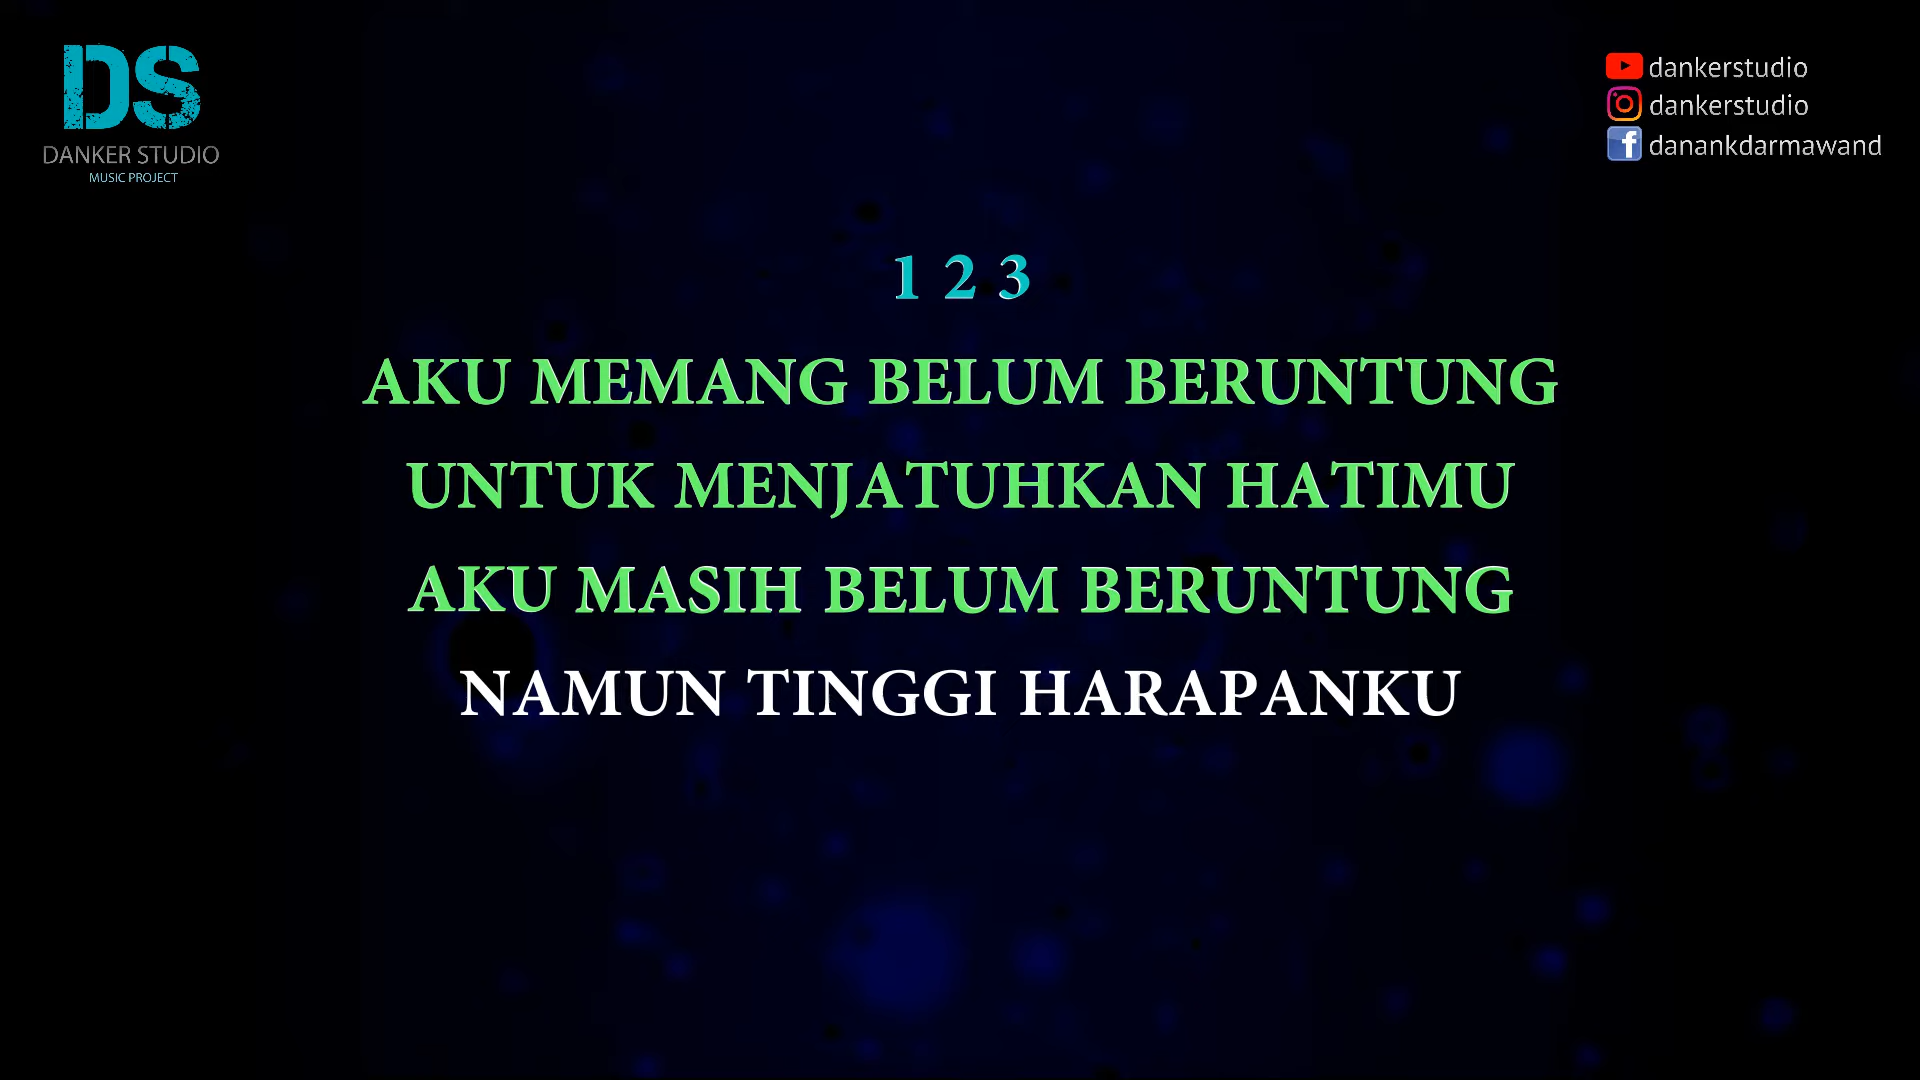 DS
DANKER STUDIO
MUSIC PROJECT
dankerstudio
dankerstudio
danankdarmawand
1 2 3
AKU MEMANG BELUM BERUNTUNG
UNTUK MENJATUHKAN HATIMU
AKU MASIH BELUM BERUNTUNG
NAMUN TINGGI HARAPANKU